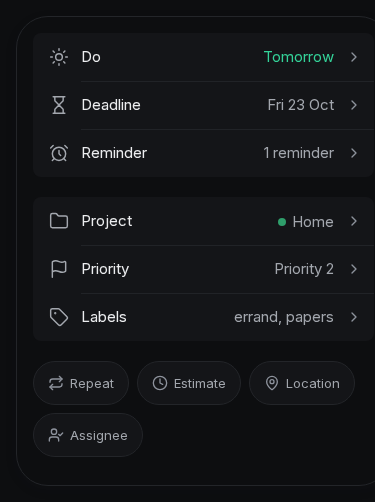 Do Tomorrow
Deadline Fri 23 Oct
Reminder 1 reminder
Project Home
Priority Priority 2
Labels errand, papers
Repeat Estimate Location
Assignee